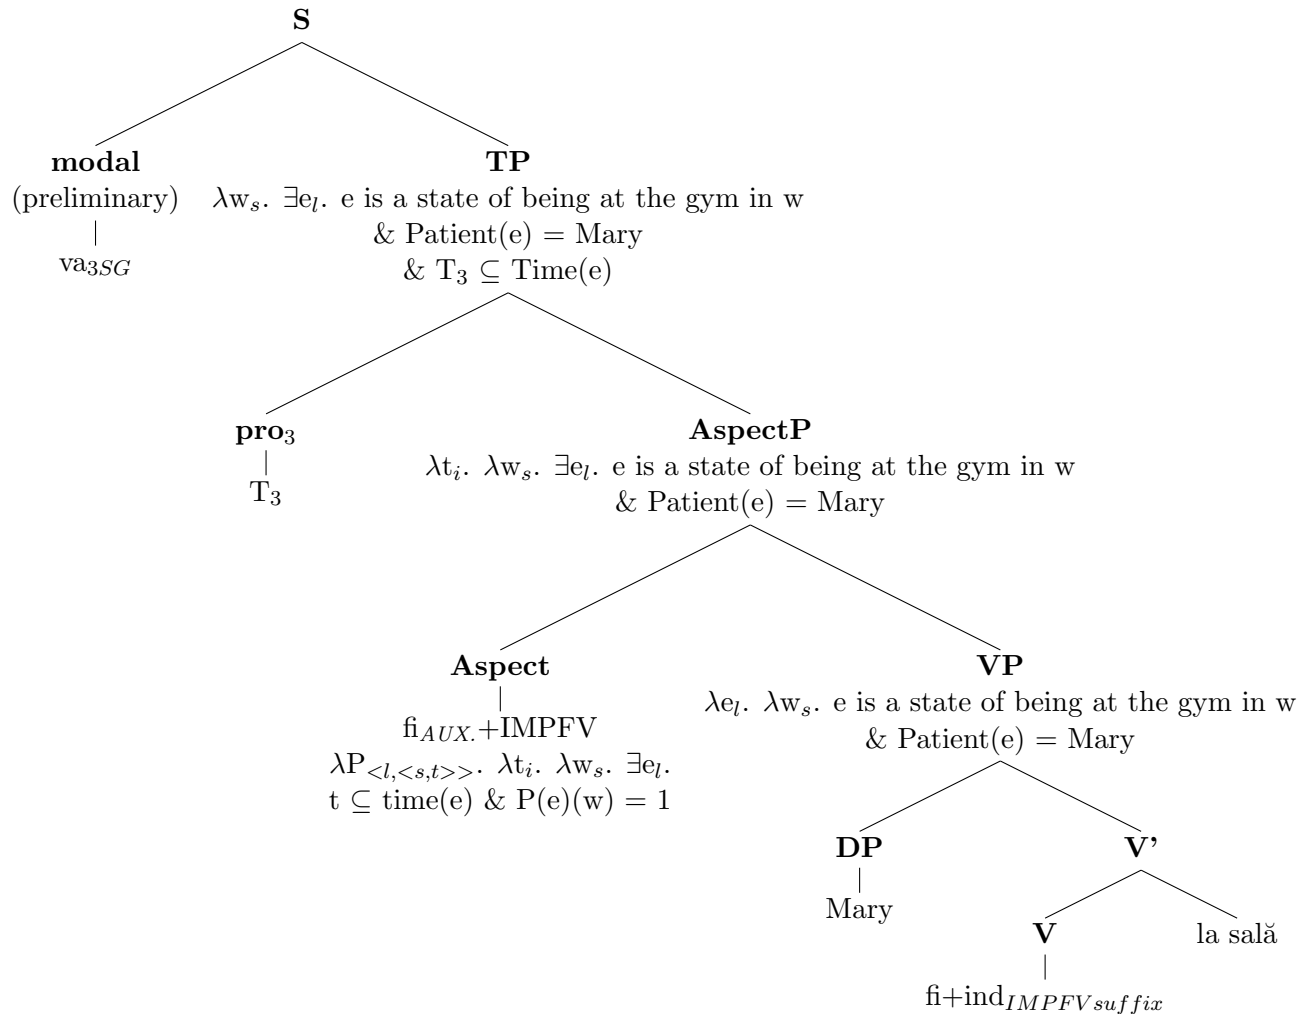 S
modal
(preliminary)
va3SG
TP
λws. ∃el. e is a state of being at the gym in w
& Patient(e) = Mary
& T3 ⊆ Time(e)
pro3
T3
AspectP
λti. λws. ∃el. e is a state of being at the gym in w
& Patient(e) = Mary
Aspect
fiAUX.+IMPFV
λP<l,<s,t>>. λti. λws. ∃el.
t ⊆ time(e) & P(e)(w) = 1
VP
λel. λws. e is a state of being at the gym in w
& Patient(e) = Mary
DP
Mary
V'
V
fi+indIMPFVsuffix
la sală